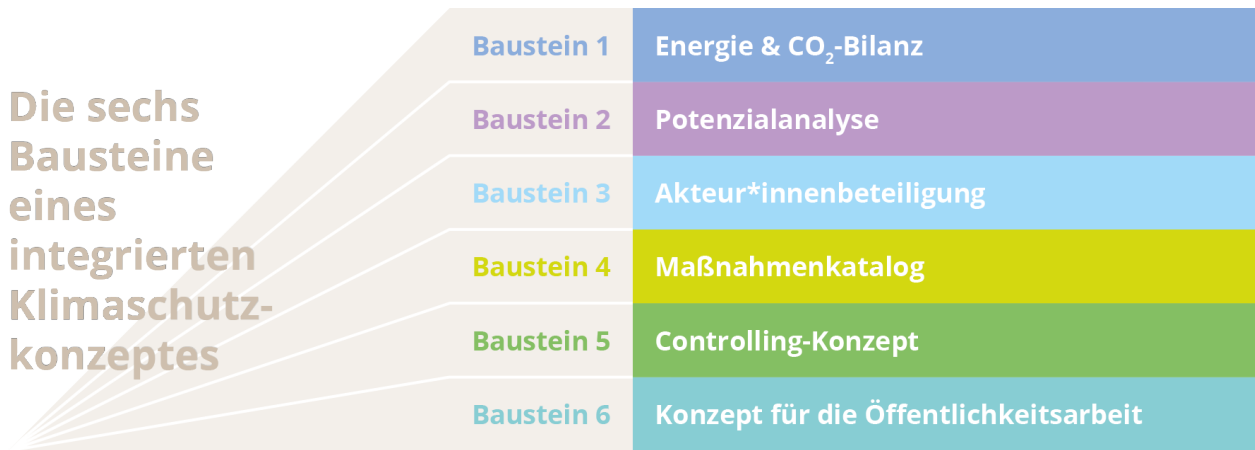 Die sechs
Bausteine
eines
integrierten
Klimaschutz-
konzeptes
Baustein 1 Energie & CO₂-Bilanz
Baustein 2 Potenzialanalyse
Baustein 3 Akteur*innenbeteiligung
Baustein 4 Maßnahmenkatalog
Baustein 5 Controlling-Konzept
Baustein 6 Konzept für die Öffentlichkeitsarbeit